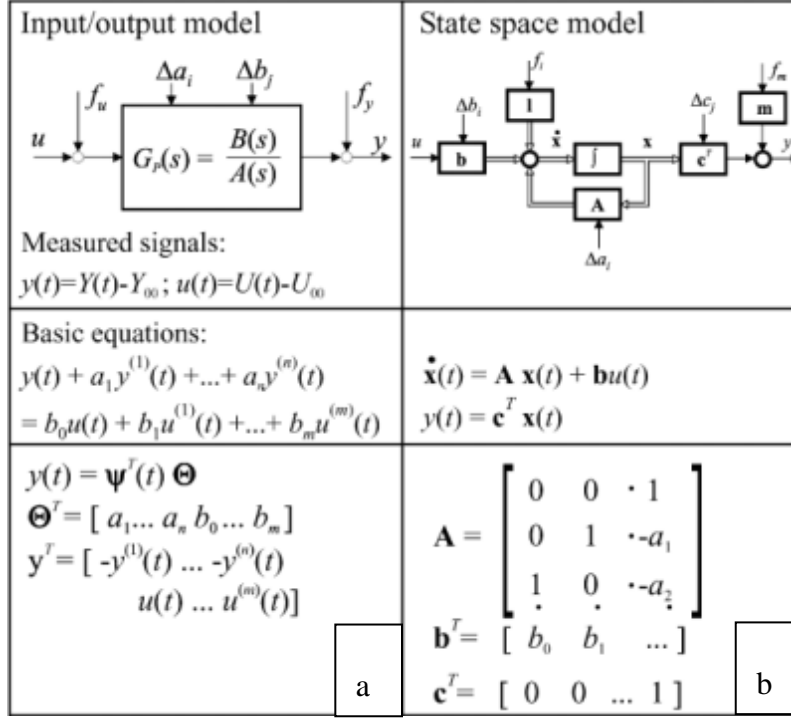 Input/output model
Δa_i Δb_j
f_u f_y
u G_P(s) = B(s)/A(s) y
Measured signals:
y(t)=Y(t)-Y_00; u(t)=U(t)-U_00
Basic equations:
y(t) + a_1y^(1)(t) +...+ a_ny^(n)(t)
= b_0u(t) + b_1u^(1)(t) +...+ b_mu^(m)(t)
y(t) = ψ^T(t) Θ
Θ^T = [ a_1... a_n b_0... b_m ]
y^T = [ -y^(1)(t) ... -y^(n)(t)
u(t) ... u^(m)(t)]
a
State space model
f_l f_m
Δb_i l Δc_j m
u b ẋ ∫ x c^T y
A
Δa_i
ẋ(t) = A x(t) + bu(t)
y(t) = c^T x(t)
0 0 · 1
A = 0 1 ·-a_1
1 0 ·-a_2
. . .
b^T = [ b_0 b_1 ... ]
c^T = [ 0 0 ... 1 ]
b